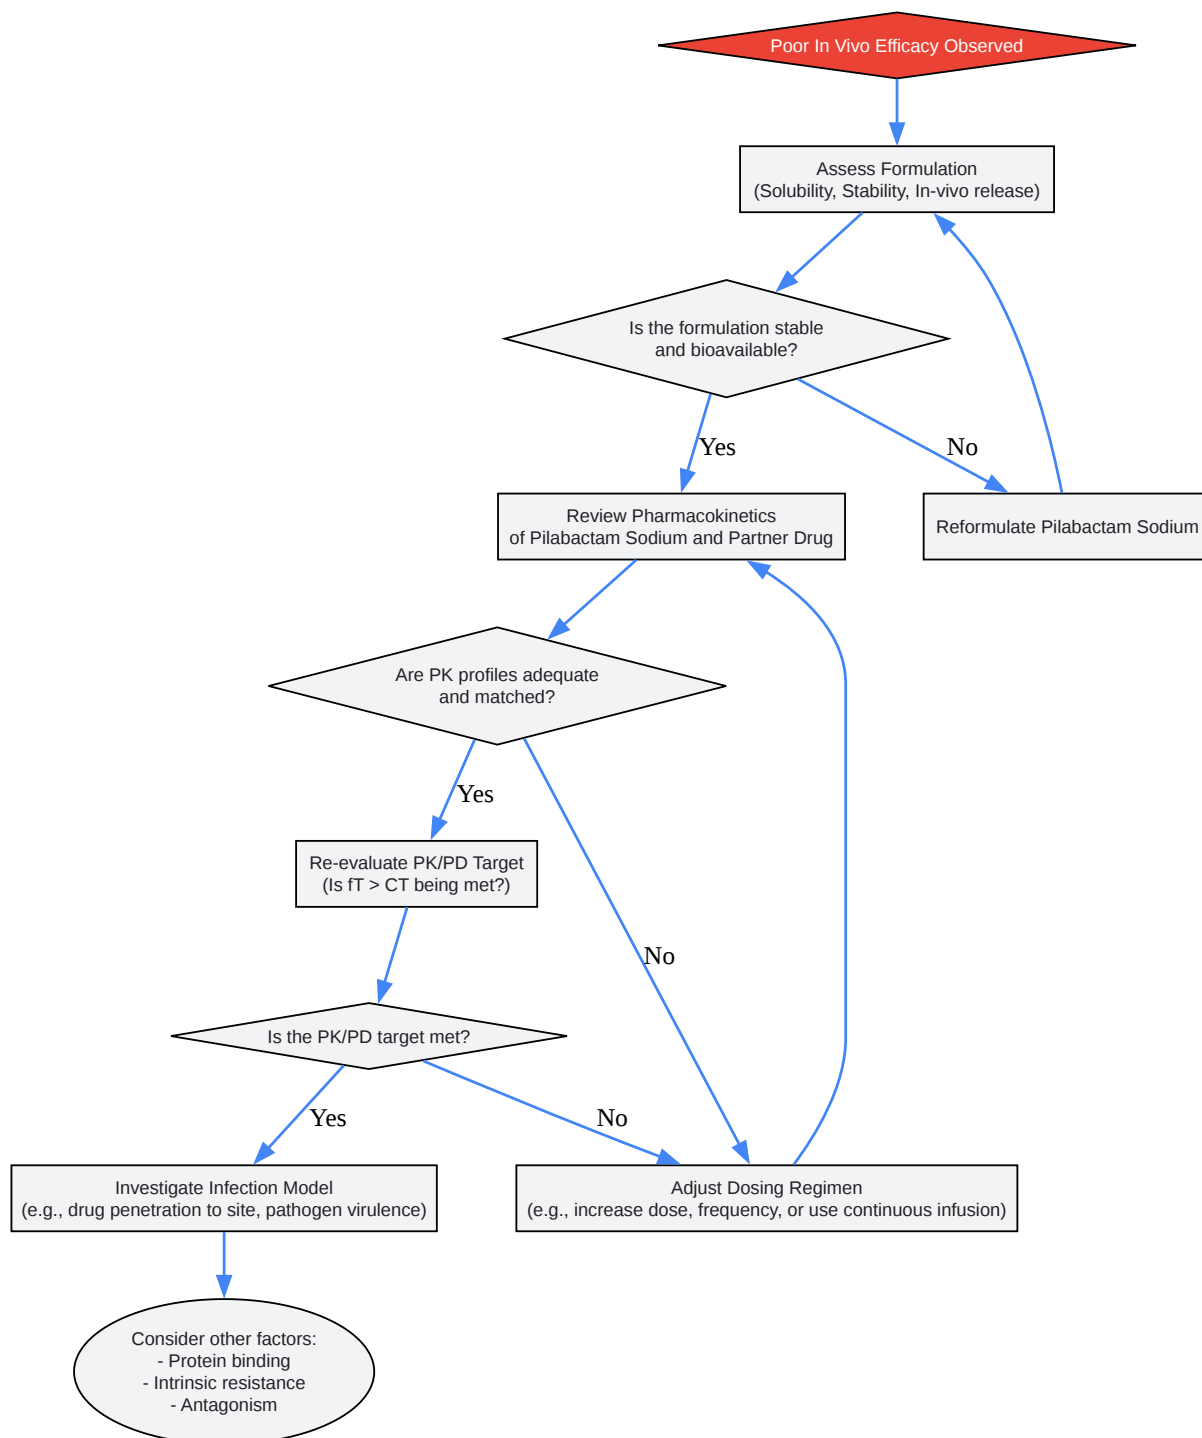 Poor In Vivo Efficacy Observed
Assess Formulation
(Solubility, Stability, In-vivo release)
Is the formulation stable
and bioavailable?
Yes
No
Review Pharmacokinetics
of Pilabactam Sodium and Partner Drug
Reformulate Pilabactam Sodium
Are PK profiles adequate
and matched?
Yes
Re-evaluate PK/PD Target
(Is fT > CT being met?)
No
Is the PK/PD target met?
Yes
No
Investigate Infection Model
(e.g., drug penetration to site, pathogen virulence)
Adjust Dosing Regimen
(e.g., increase dose, frequency, or use continuous infusion)
Consider other factors:
- Protein binding
- Intrinsic resistance
- Antagonism